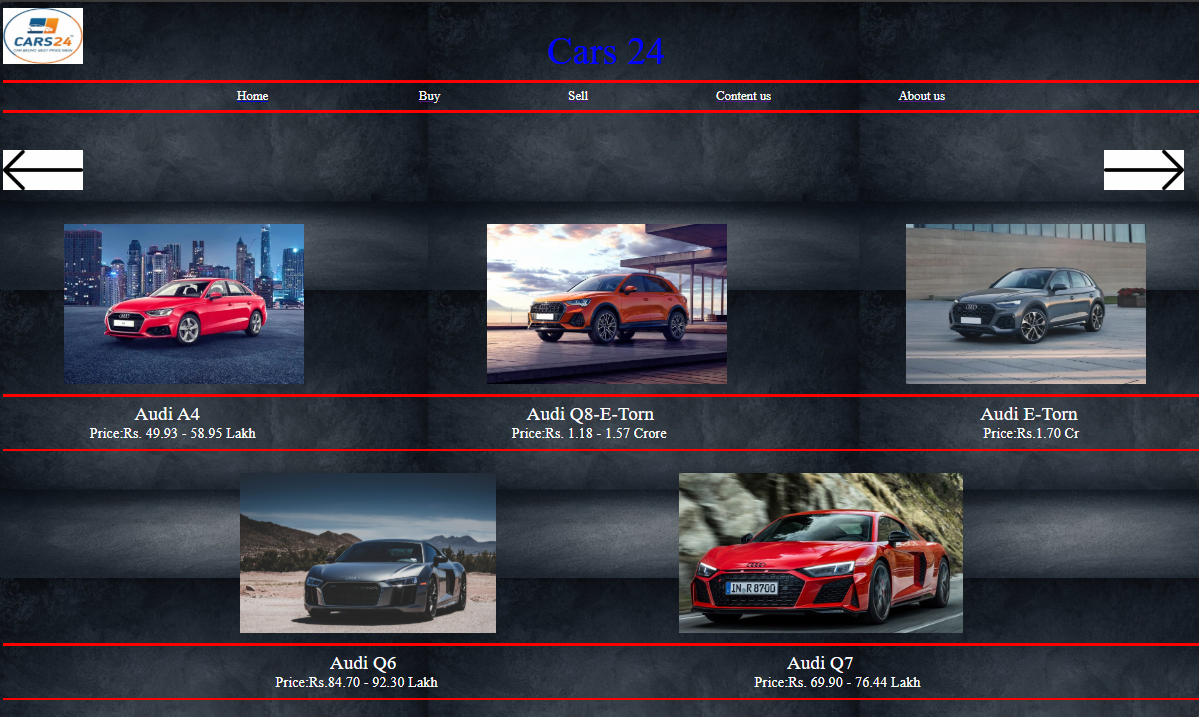 CARS24
Cars 24
Home Buy Sell Content us About us
Audi A4 Audi Q8-E-Torn Audi E-Torn
Price:Rs. 49.93 - 58.95 Lakh Price:Rs. 1.18 - 1.57 Crore Price:Rs.1.70 Cr
IN R 8700
Audi Q6 Audi Q7
Price:Rs.84.70 - 92.30 Lakh Price:Rs. 69.90 - 76.44 Lakh